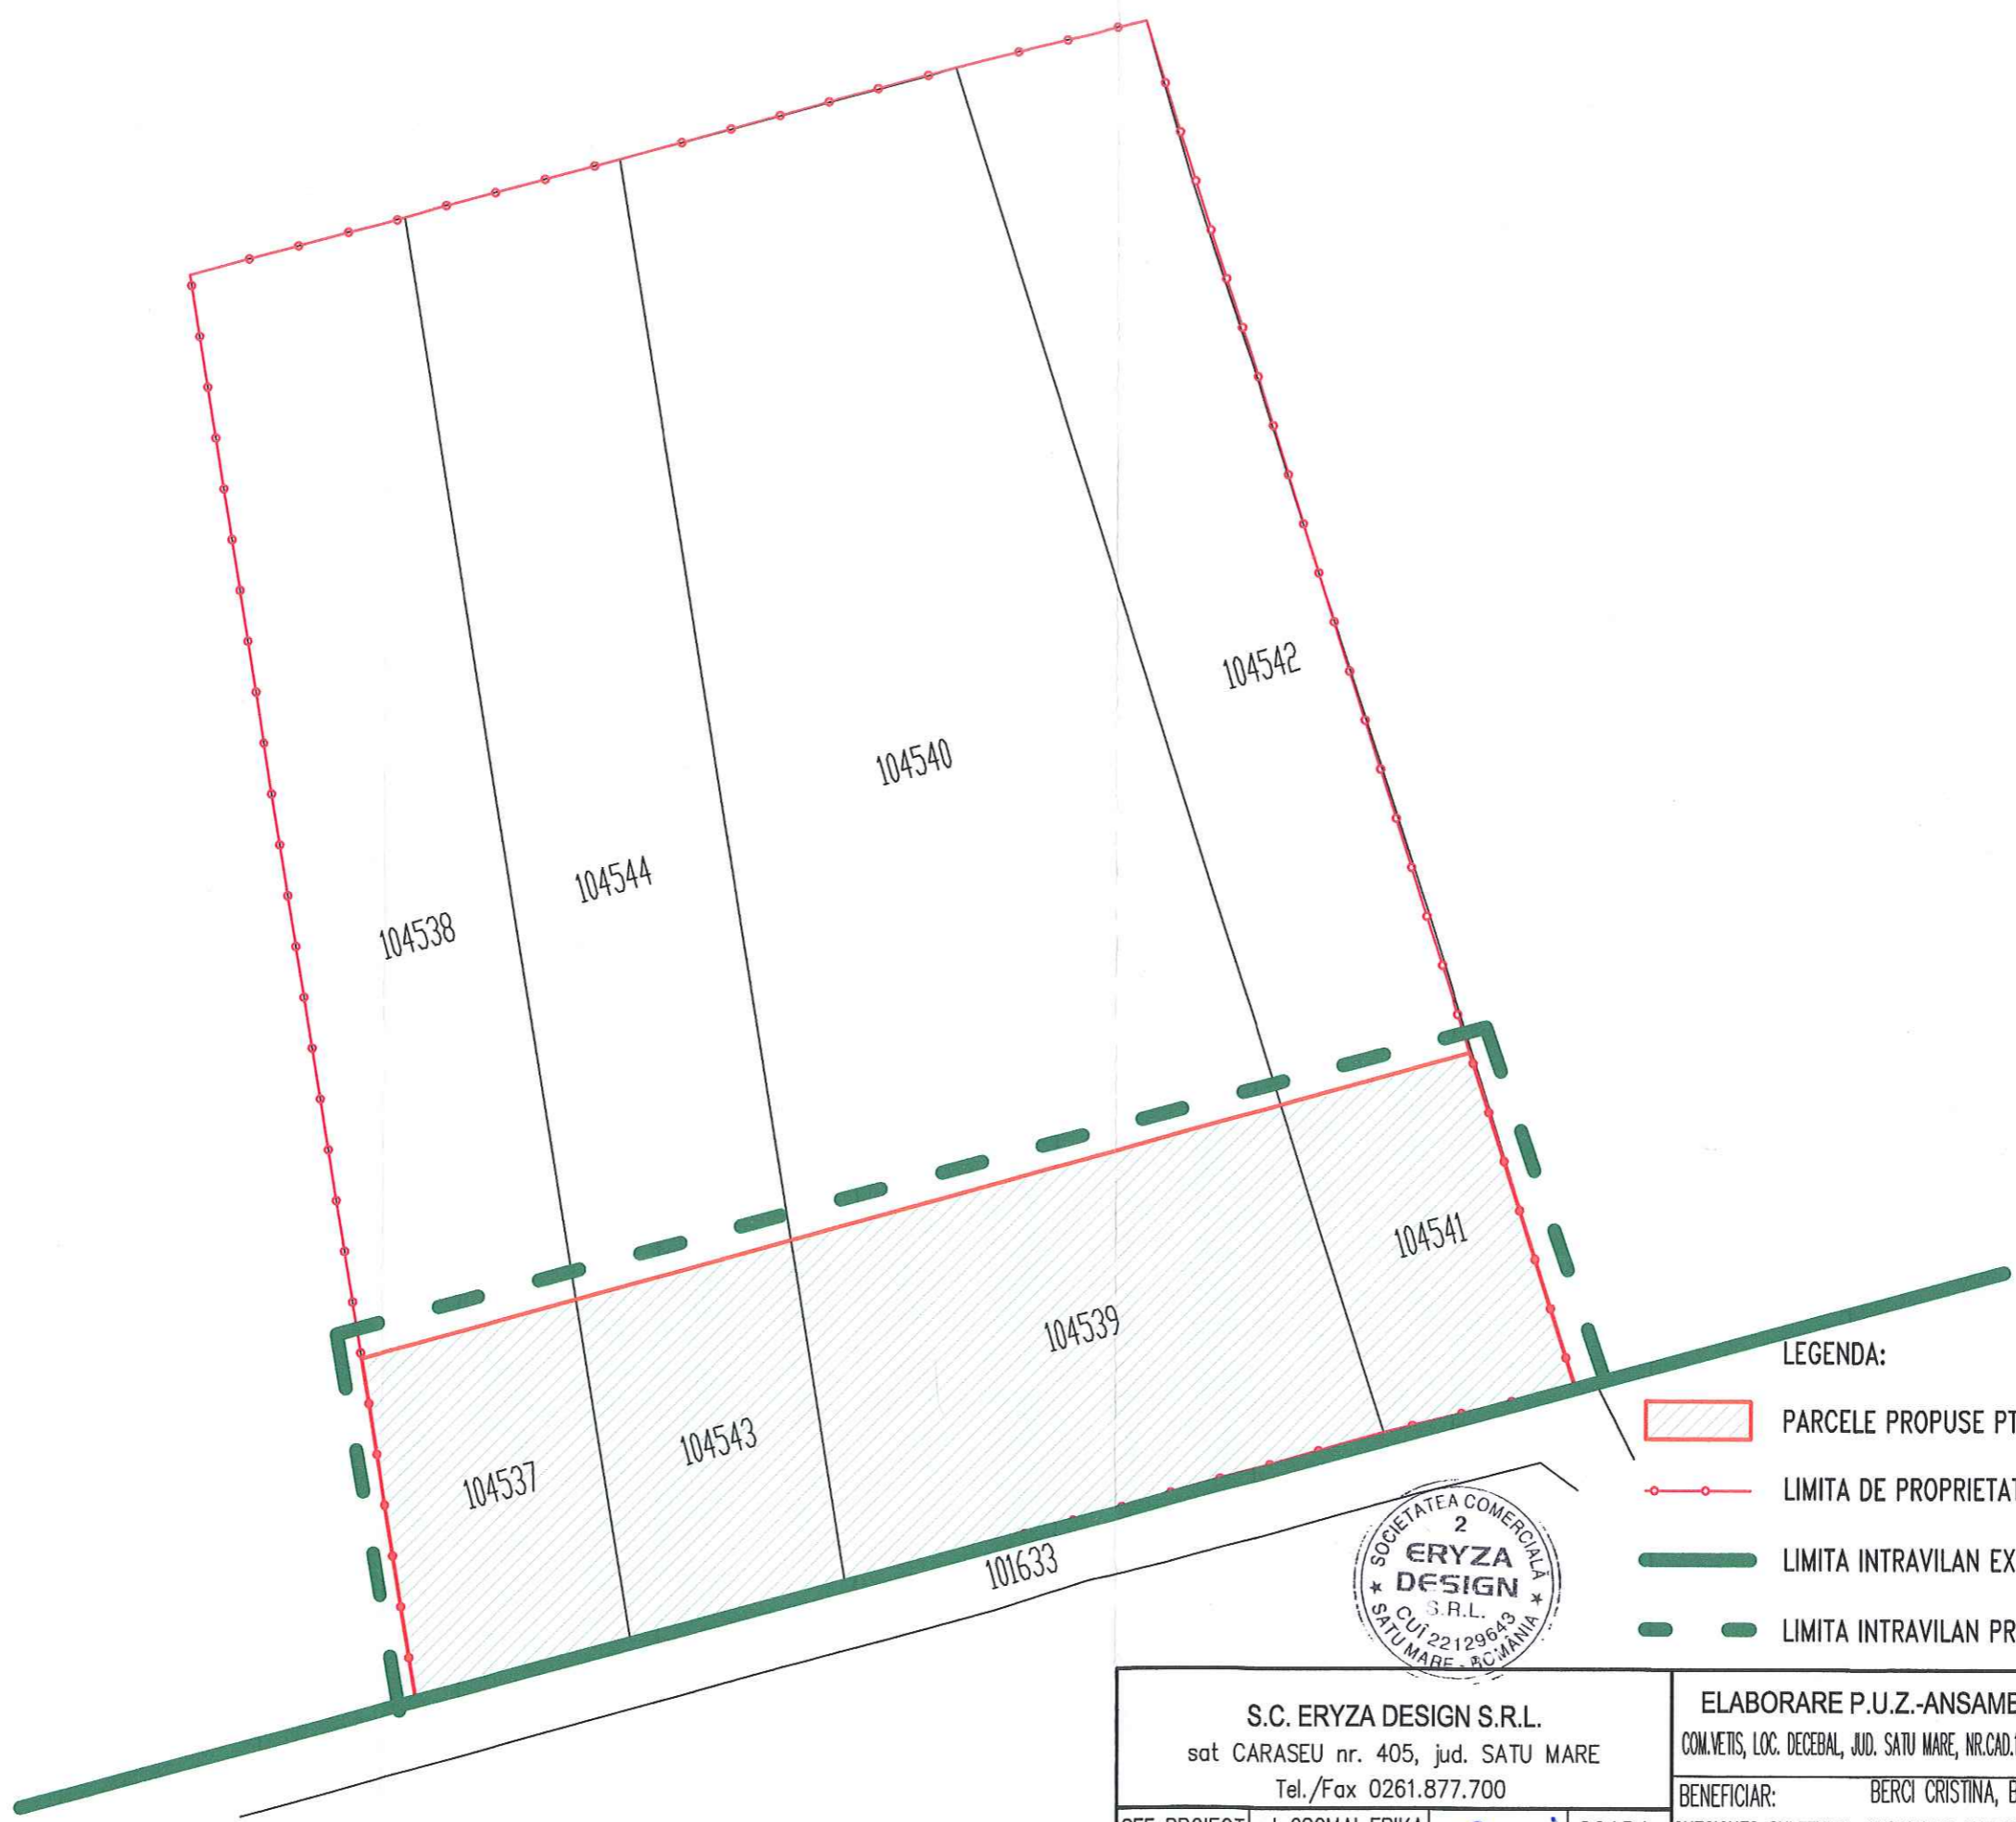 104542
104540
104544
104538
104541
104539
104543
104537
101633
LEGENDA:
PARCELE PROPUSE PT
LIMITA DE PROPRIETAT
LIMITA INTRAVILAN EX
LIMITA INTRAVILAN PR
SOCIETATEA COMERCIALĂ
2
ERYZA
DESIGN
S.R.L.
CUI 22129643
★ SATU MARE - ROMÂNIA ★
S.C. ERYZA DESIGN S.R.L.
sat CARASEU nr. 405, jud. SATU MARE
Tel./Fax 0261.877.700
ELABORARE P.U.Z.-ANSAME
COM.VETIS, LOC. DECEBAL, JUD. SATU MARE, NR.CAD.
BENEFICIAR: BERCI CRISTINA, B